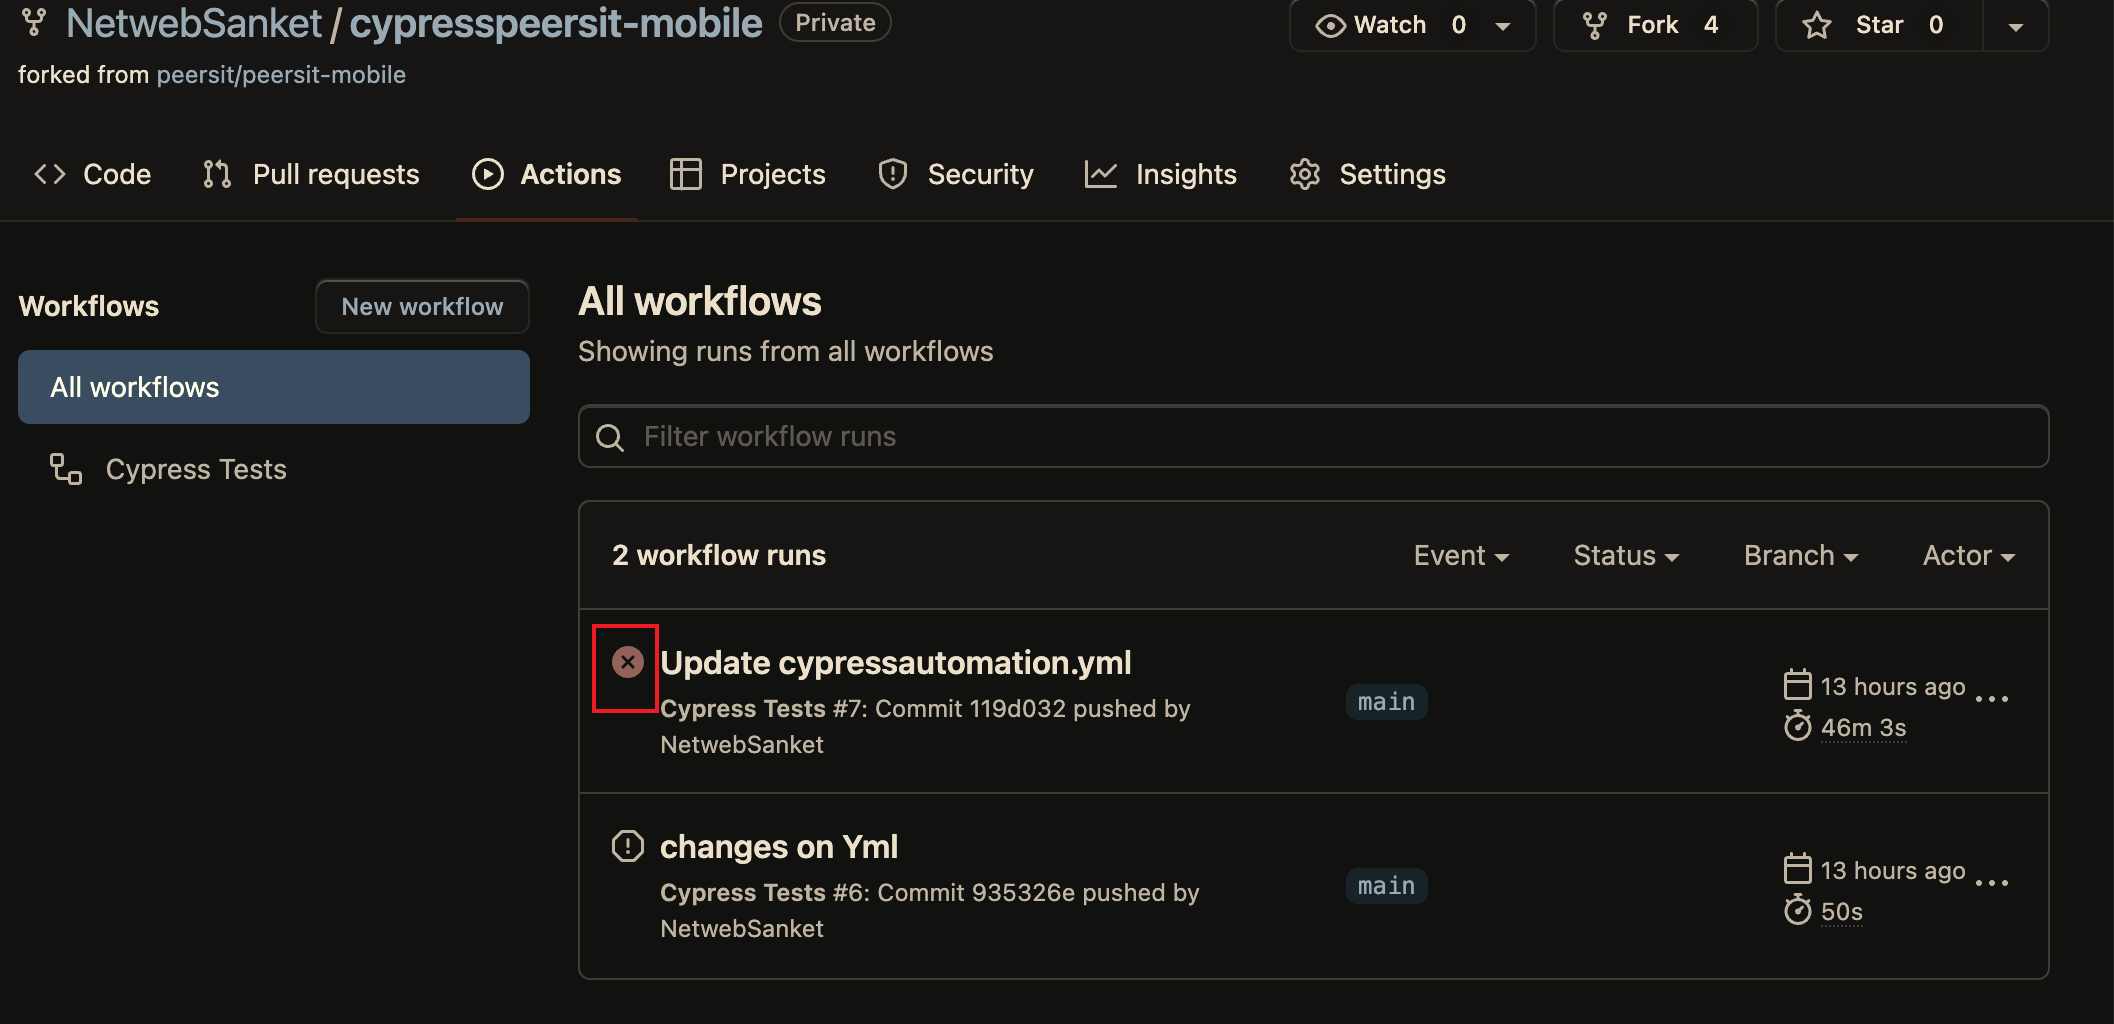 NetwebSanket / cypresspeersit-mobile Private Watch 0 Fork 4 Star 0
forked from peersit/peersit-mobile
Code Pull requests Actions Projects Security Insights Settings
Workflows New workflow
All workflows
Cypress Tests
All workflows
Showing runs from all workflows
Filter workflow runs
2 workflow runs Event Status Branch Actor
Update cypressautomation.yml
Cypress Tests #7: Commit 119d032 pushed by
NetwebSanket
main
13 hours ago
46m 3s
changes on Yml
Cypress Tests #6: Commit 935326e pushed by
NetwebSanket
main
13 hours ago
50s